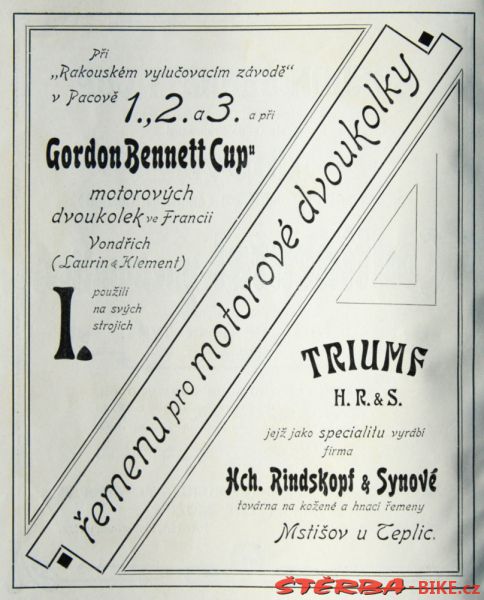 Při
„Rakouském vylučovacím závodě“
v Pacově 1., 2. a 3. a při
Gordon Bennett Cup"
motorových
dvoukolek ve Francii
Vondřich
(Laurin & Klement)
I. použili
na svých
strojích
řemenu pro motorové dvoukolky
TRIUMF
H. R. & S.
jejž jako specialitu vyrábí
firma
Hch. Rindskopf & Synové
továrna na kožené a hnací řemeny
Mstišov u Teplic.
ŠTĚRBA-BIKE.cz